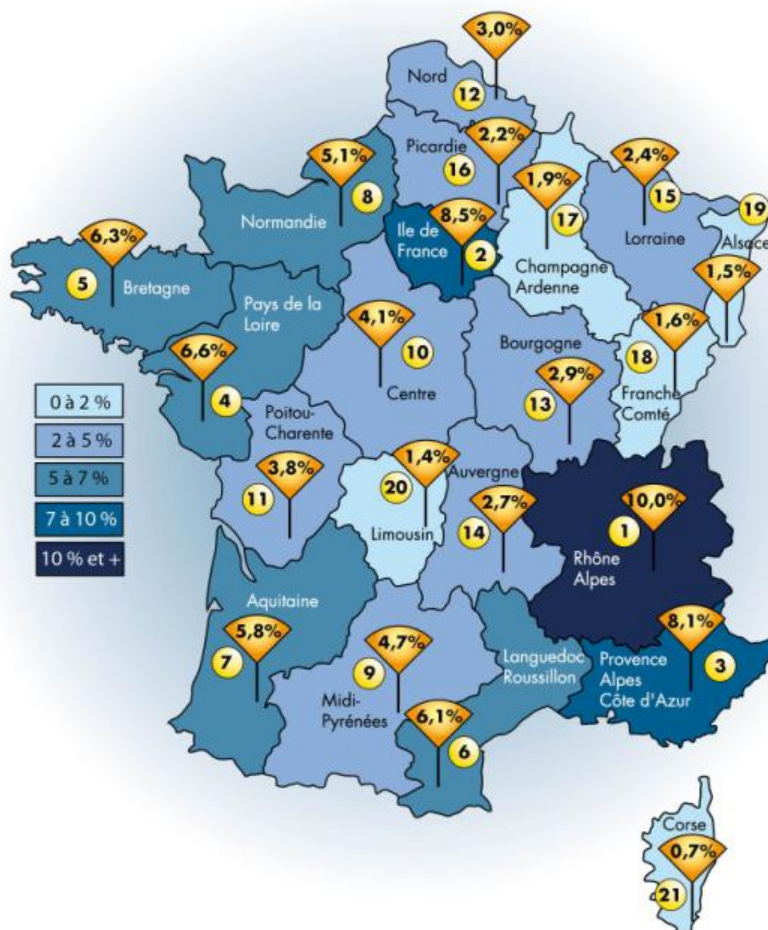 3,0%
Nord
12
2,2%
Picardie
16
5,1%
8
Normandie
1,9%
17
Champagne
Ardenne
2,4%
15
Lorraine
19
Alsace
1,5%
8,5%
Ile de
France
2
6,3%
5
Bretagne
Pays de la
Loire
6,6%
4
4,1%
10
Centre
Bourgogne
2,9%
13
1,6%
18
Franche
Comté
0 à 2 %
2 à 5 %
5 à 7 %
7 à 10 %
10 % et +
Poitou-
Charente
3,8%
11
1,4%
20
Limousin
Auvergne
2,7%
14
10,0%
1
Rhône
Alpes
Aquitaine
5,8%
7
4,7%
9
Midi-
Pyrénées
Languedoc
Roussillon
6,1%
6
8,1%
Provence
Alpes
Côte d'Azur
3
Corse
0,7%
21